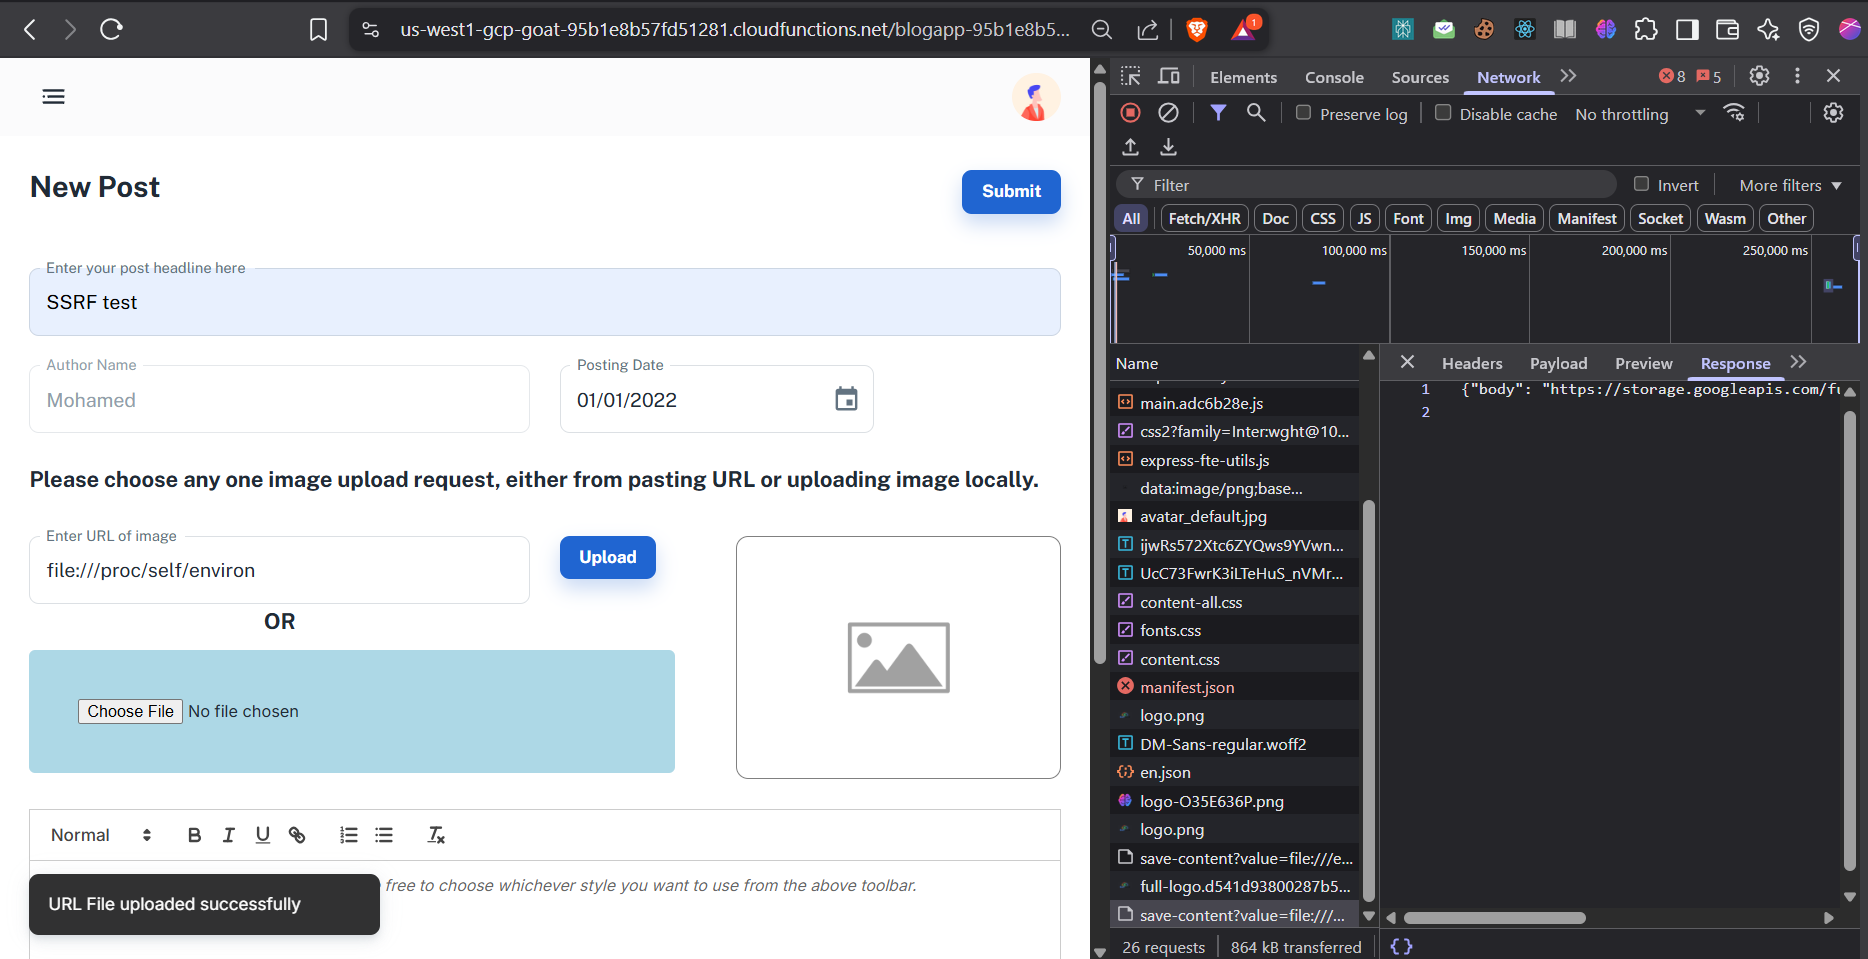 us-west1-gcp-goat-95b1e8b57fd51281.cloudfunctions.net/blogapp-95b1e8b5...
1
New Post
Submit
Enter your post headline here
SSRF test
Author Name
Mohamed
Posting Date
01/01/2022
Please choose any one image upload request, either from pasting URL or uploading image locally.
Enter URL of image
file:///proc/self/environ
Upload
OR
Choose File No file chosen
Normal
B I U
free to choose whichever style you want to use from the above toolbar.
URL File uploaded successfully
Elements Console Sources Network
8 5
Preserve log Disable cache No throttling
Filter
Invert More filters
All Fetch/XHR Doc CSS JS Font Img Media Manifest Socket Wasm Other
50,000 ms 100,000 ms 150,000 ms 200,000 ms 250,000 ms
Name
main.adc6b28e.js
css2?family=Inter:wght@10...
express-fte-utils.js
data:image/png;base...
avatar_default.jpg
ijwRs572Xtc6ZYQws9YVwn...
UcC73FwrK3iLTeHuS_nVMr...
content-all.css
fonts.css
content.css
manifest.json
logo.png
DM-Sans-regular.woff2
en.json
logo-O35E636P.png
logo.png
save-content?value=file:///e...
full-logo.d541d93800287b5...
save-content?value=file:///...
26 requests 864 kB transferred
Headers Payload Preview Response
1 {"body": "https://storage.googleapis.com/fu
2
{}